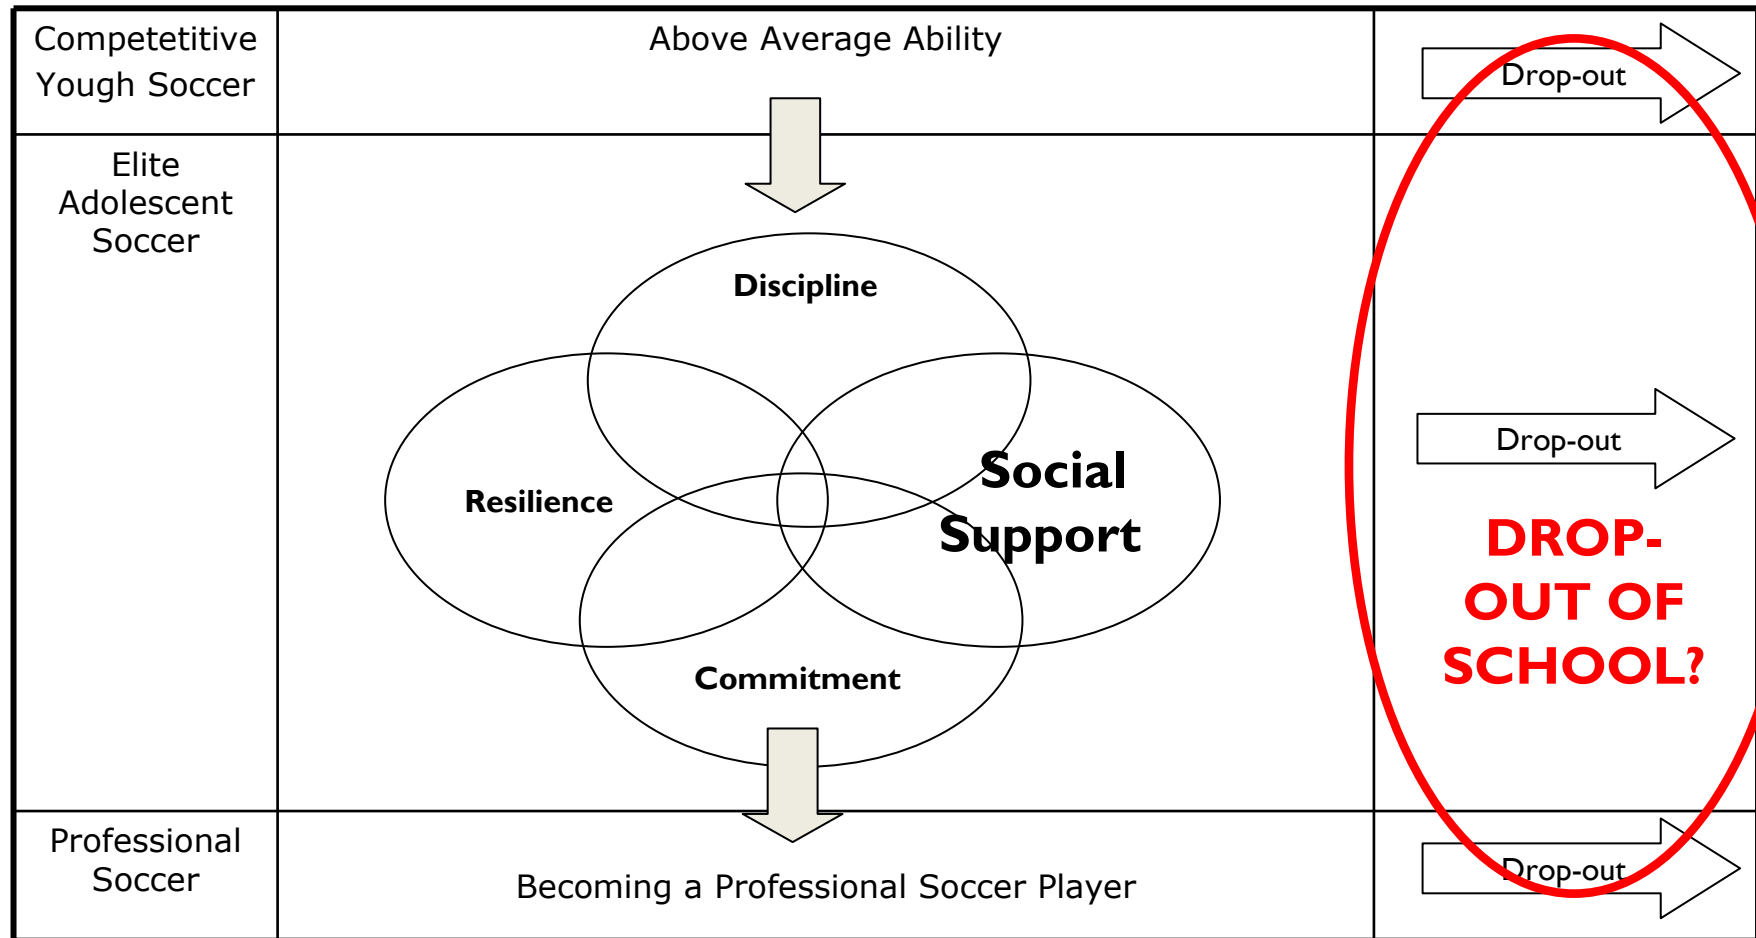 Competetitive
Yough Soccer
Above Average Ability
Drop-out
Elite
Adolescent
Soccer
Discipline
Resilience
Social
Support
Commitment
Drop-out
DROP-
OUT OF
SCHOOL?
Professional
Soccer
Becoming a Professional Soccer Player
Drop-out